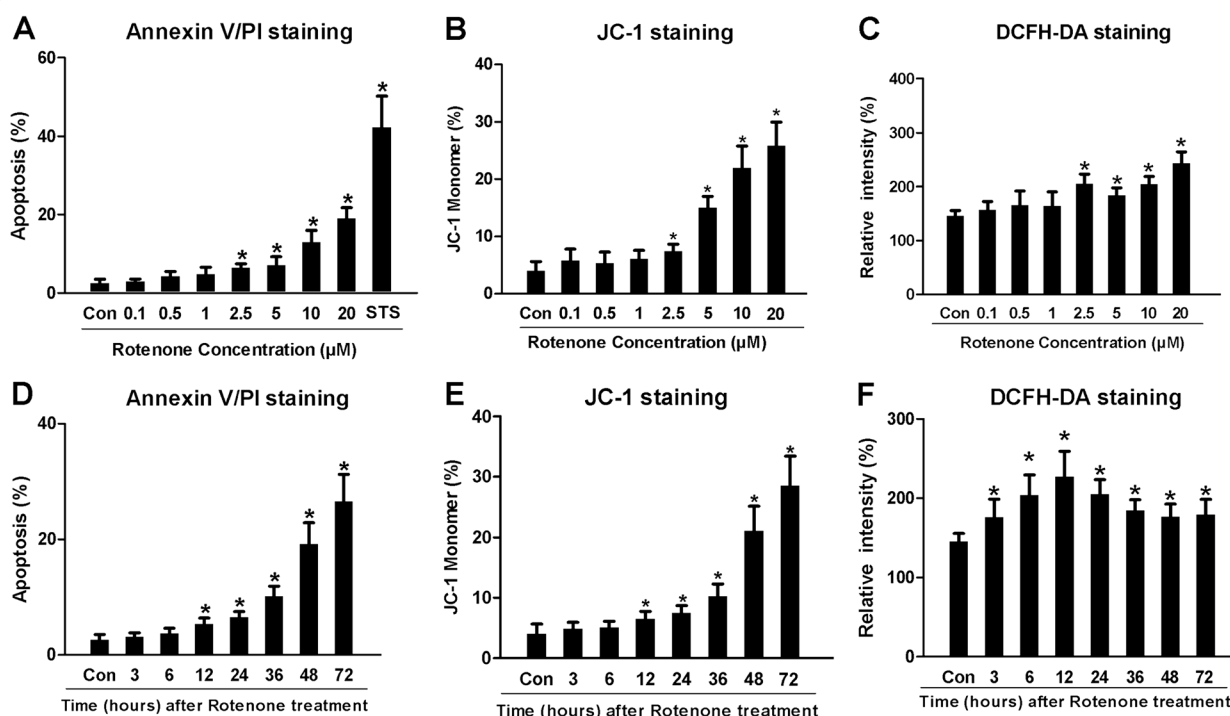 A
Annexin V/PI staining
Apoptosis (%)
60
40
20
0
*
*
*
*
*
Con 0.1 0.5 1 2.5 5 10 20 STS
Rotenone Concentration (µM)
B
JC-1 staining
JC-1 Monomer (%)
40
30
20
10
0
*
*
*
*
Con 0.1 0.5 1 2.5 5 10 20
Rotenone Concentration (µM)
C
DCFH-DA staining
Relative intensity (%)
400
300
200
100
0
*
*
*
*
Con 0.1 0.5 1 2.5 5 10 20
Rotenone Concentration (µM)
D
Annexin V/PI staining
Apoptosis (%)
40
20
0
*
*
*
*
*
Con 3 6 12 24 36 48 72
Time (hours) after Rotenone treatment
E
JC-1 staining
JC-1 Monomer (%)
40
30
20
10
0
*
*
*
*
*
Con 3 6 12 24 36 48 72
Time (hours) after Rotenone treatment
F
DCFH-DA staining
Relative intensity (%)
300
200
100
0
*
*
*
*
*
*
*
Con 3 6 12 24 36 48 72
Time (hours) after Rotenone treatment